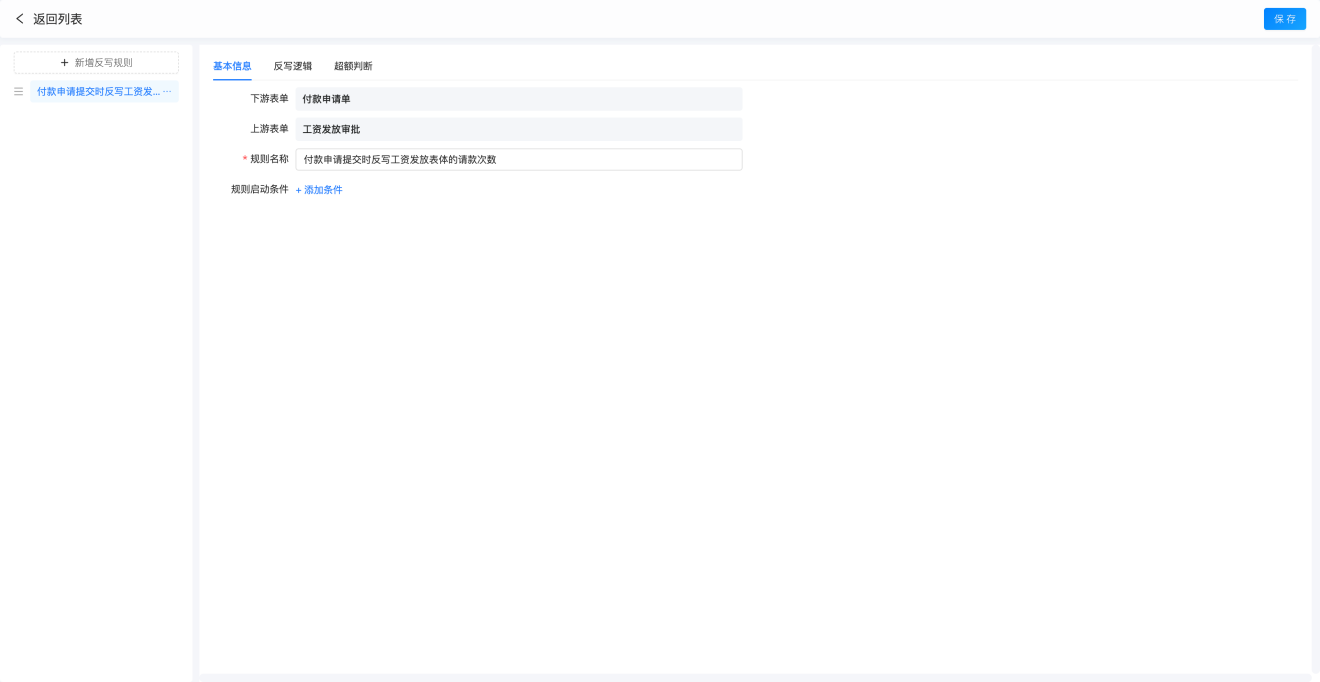 返回列表
保 存
+ 新增反写规则
付款申请提交时反写工资发... ···
基本信息 反写逻辑 超额判断
下游表单 付款申请单
上游表单 工资发放审批
* 规则名称 付款申请提交时反写工资发放表体的请款次数
规则启动条件 + 添加条件